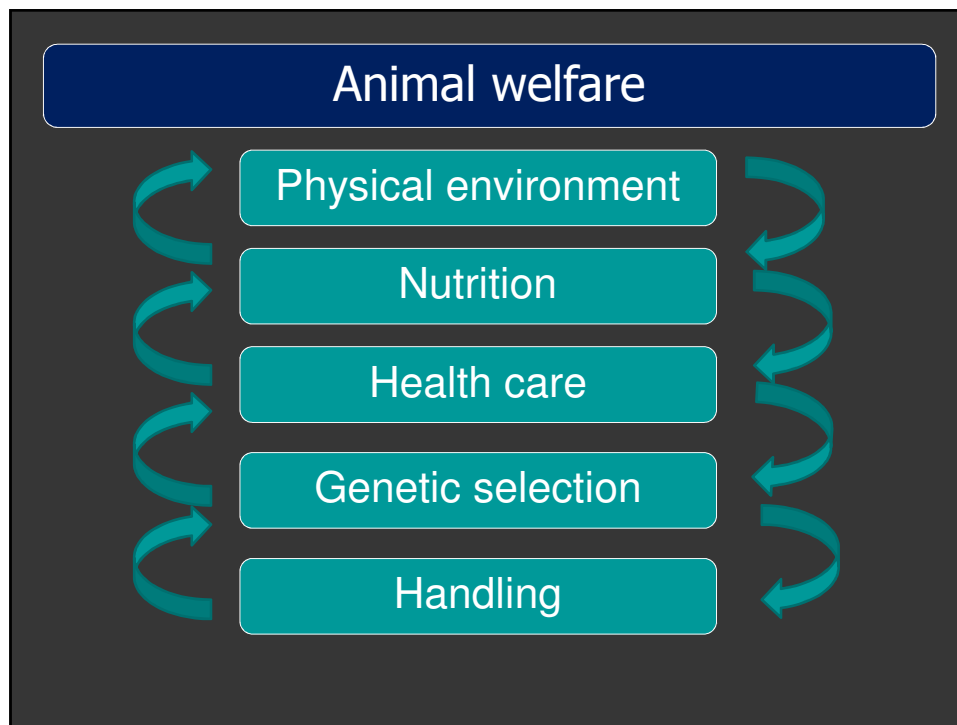 Animal welfare
Physical environment
Nutrition
Health care
Genetic selection
Handling